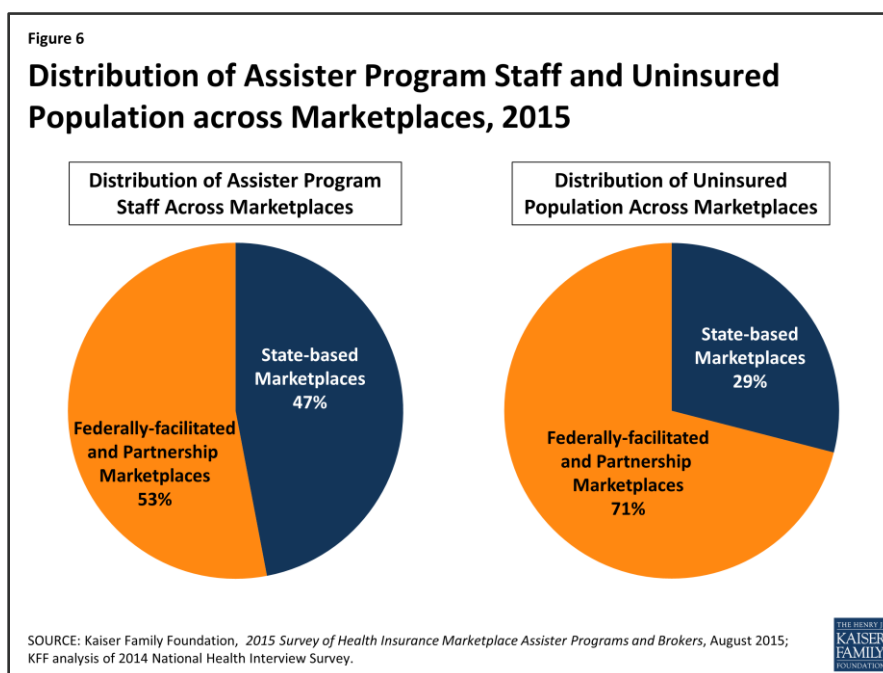 Figure 6
Distribution of Assister Program Staff and Uninsured
Population across Marketplaces, 2015
Distribution of Assister Program
Staff Across Marketplaces
State-based
Marketplaces
47%
Federally-facilitated
and Partnership
Marketplaces
53%
Distribution of Uninsured
Population Across Marketplaces
State-based
Marketplaces
29%
Federally-facilitated
and Partnership
Marketplaces
71%
SOURCE: Kaiser Family Foundation, 2015 Survey of Health Insurance Marketplace Assister Programs and Brokers, August 2015;
KFF analysis of 2014 National Health Interview Survey.
THE HENRY J.
KAISER
FAMILY
FOUNDATION